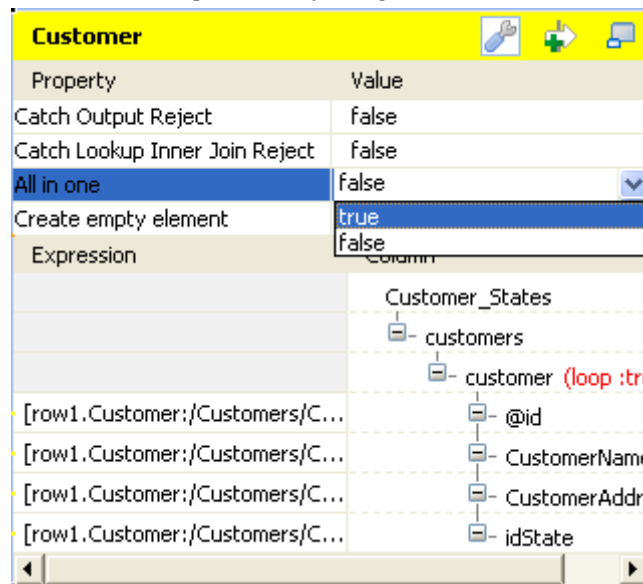 Customer
Property Value
Catch Output Reject false
Catch Lookup Inner Join Reject false
All in one false
true
Create empty element
false
Expression Column
Customer_States
customers
customer (loop :tr
[row1.Customer:/Customers/C... @id
[row1.Customer:/Customers/C... CustomerName
[row1.Customer:/Customers/C... CustomerAddr
[row1.Customer:/Customers/C... idState